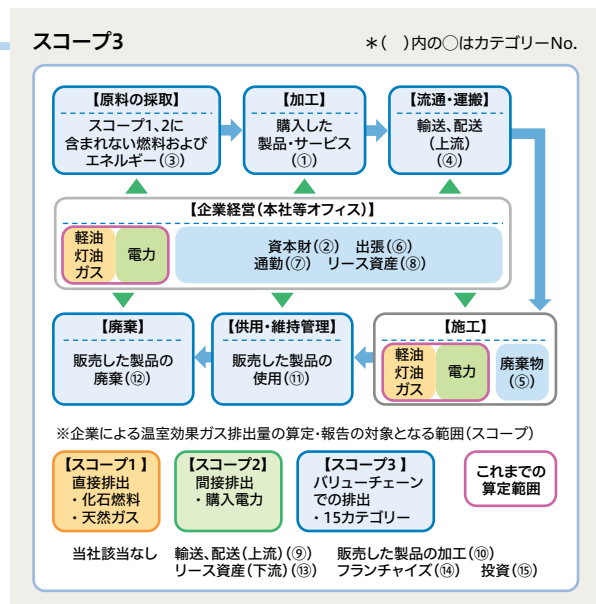 スコープ3
＊(　)内の○はカテゴリーNo.
【原料の採取】
スコープ1、2に
含まれない燃料および
エネルギー(③)
【加工】
購入した
製品・サービス
(①)
【流通・運搬】
輸送、配送
(上流)
(④)
【企業経営(本社等オフィス)】
軽油
灯油
ガス
電力
資本財(②)　出張(⑥)
通勤(⑦)　リース資産(⑧)
【廃棄】
販売した製品の
廃棄(⑫)
【供用・維持管理】
販売した製品の
使用(⑪)
【施工】
軽油
灯油
ガス
電力
廃棄物
(⑤)
※企業による温室効果ガス排出量の算定・報告の対象となる範囲(スコープ)
【スコープ1】
直接排出
・化石燃料
・天然ガス
【スコープ2】
間接排出
・購入電力
【スコープ3】
バリューチェーン
での排出
・15カテゴリー
これまでの
算定範囲
当社該当なし　輸送、配送(上流)(⑨)　販売した製品の加工(⑩)
リース資産(下流)(⑬)　フランチャイズ(⑭)　投資(⑮)